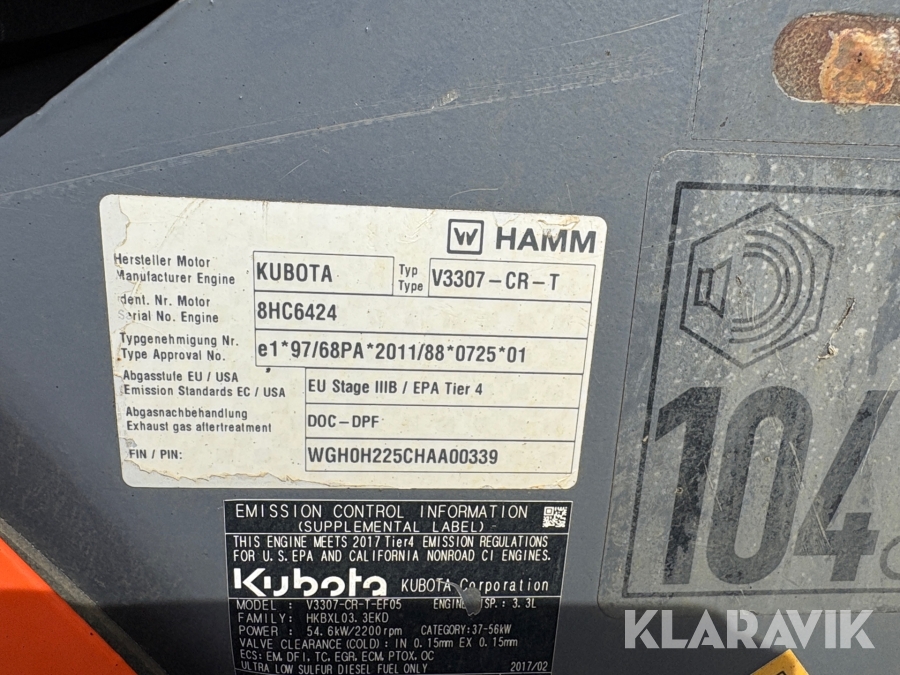 HAMM
Hersteller Motor
Manufacturer Engine
KUBOTA
Typ
Type
V3307-CR-T
Ident. Nr. Motor
Serial No. Engine
8HC6424
Typgenehmigung Nr.
Type Approval No.
e1*97/68PA*2011/88*0725*01
Abgasstufe EU / USA
Emission Standards EC / USA
EU Stage IIIB / EPA Tier 4
Abgasnachbehandlung
Exhaust gas aftertreatment
DOC-DPF
FIN / PIN:
WGH0H225CHAA00339
EMISSION CONTROL INFORMATION
(SUPPLEMENTAL LABEL)
THIS ENGINE MEETS 2017 Tier4 EMISSION REGULATIONS
FOR U.S. EPA AND CALIFORNIA NONROAD CI ENGINES.
Kubota KUBOTA Corporation
MODEL : V3307-CR-T-EF05 ENGINE DISP.: 3.3L
FAMILY: HKBXL03.3EKD
POWER : 54.6kW/2200rpm CATEGORY:37-56kW
VALVE CLEARANCE (COLD): IN 0.15mm EX 0.15mm
ECS: EM, DFI, TC, EGR, ECM, PTOX, OC
ULTRA LOW SULFUR DIESEL FUEL ONLY 2017/02
104
KLARAVIK